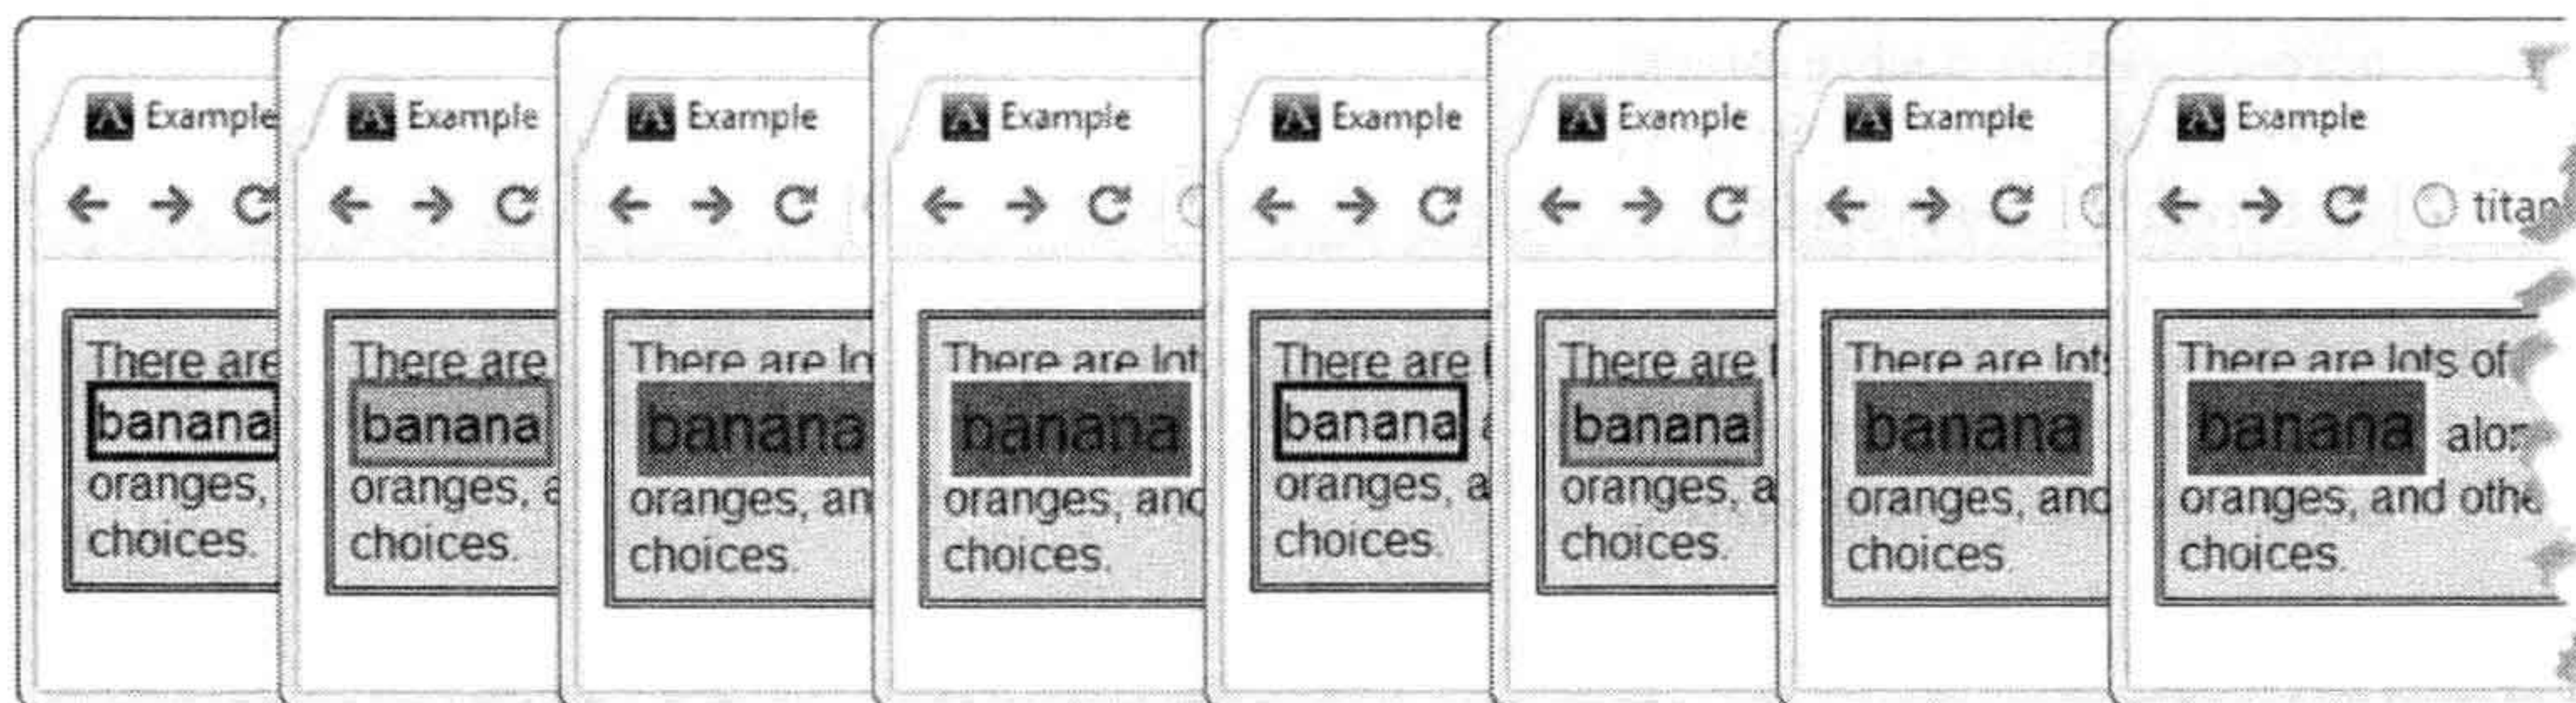 Example
There are
banana
oranges,
choices.
Example
There are
banana
oranges, a
choices.
Example
There are lo
banana
oranges, an
choices.
Example
There are lot
banana
oranges, and
choices.
Example
There are l
banana a
oranges, a
choices.
Example
There are l
banana
oranges, a
choices.
Example
There are lots
banana
oranges, and
choices.
Example
titan
There are lots of
banana alon
oranges, and othe
choices.